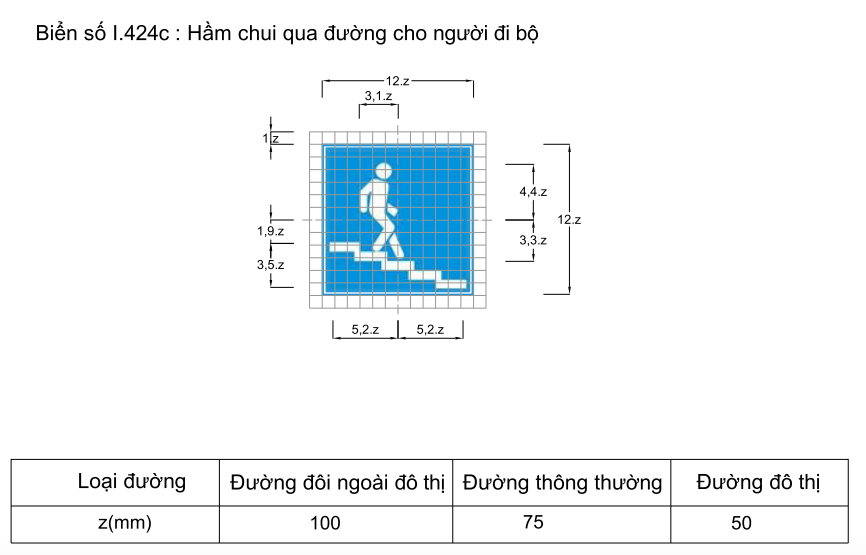 Biển số I.424c : Hầm chui qua đường cho người đi bộ
12.z
3,1.z
1.z
4,4.z
12.z
1,9.z
3,3.z
3,5.z
5,2.z 5,2.z
Loại đường Đường đôi ngoài đô thị Đường thông thường Đường đô thị
z(mm) 100 75 50